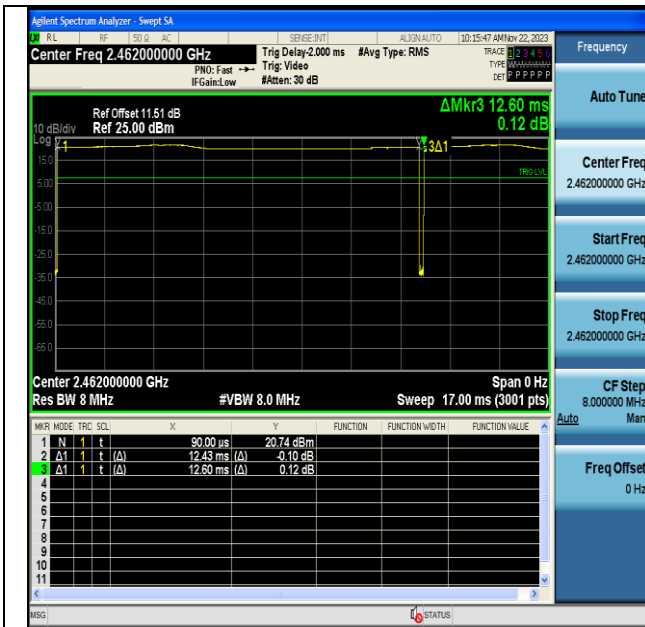 Agilent Spectrum Analyzer - Swept SA
RL RF 50 Ω AC SENSE:INT ALIGN AUTO 10:15:47 AM Nov 22, 2023
Center Freq 2.462000000 GHz Trig Delay-2.000 ms #Avg Type: RMS TRACE 1 2 3 4 5 6
PNO: Fast Trig: Video TYPE
IFGain:Low #Atten: 30 dB DET P P P P P P
ΔMkr3 12.60 ms
0.12 dB
Ref Offset 11.51 dB
10 dB/div Ref 25.00 dBm
Log
1
3Δ1
15.0
TRIG LVL
5.00
-5.00
-15.0
-25.0
-35.0
-45.0
-55.0
-65.0
Center 2.462000000 GHz Span 0 Hz
Res BW 8 MHz #VBW 8.0 MHz Sweep 17.00 ms (3001 pts)
MKR MODE TRC SCL X Y FUNCTION FUNCTION WIDTH FUNCTION VALUE
1 N 1 t 90.00 µs 20.74 dBm
2 Δ1 1 t (Δ) 12.43 ms (Δ) -0.10 dB
3 Δ1 1 t (Δ) 12.60 ms (Δ) 0.12 dB
4
5
6
7
8
9
10
11
MSG STATUS
Frequency
Auto Tune
Center Freq
2.462000000 GHz
Start Freq
2.462000000 GHz
Stop Freq
2.462000000 GHz
CF Step
8.000000 MHz
Auto Man
Freq Offset
0 Hz